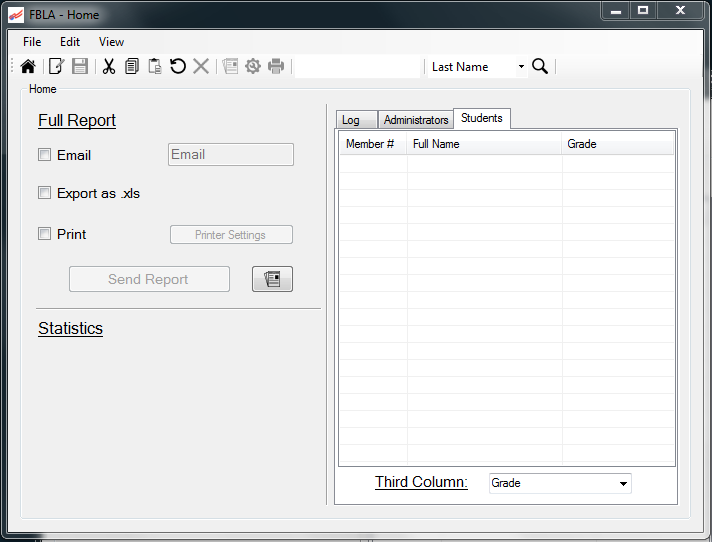 FBLA - Home
File Edit View
Last Name
Home
Full Report
Email Email
Export as .xls
Print Printer Settings
Send Report
Statistics
Log Administrators Students
Member # Full Name Grade
Third Column: Grade